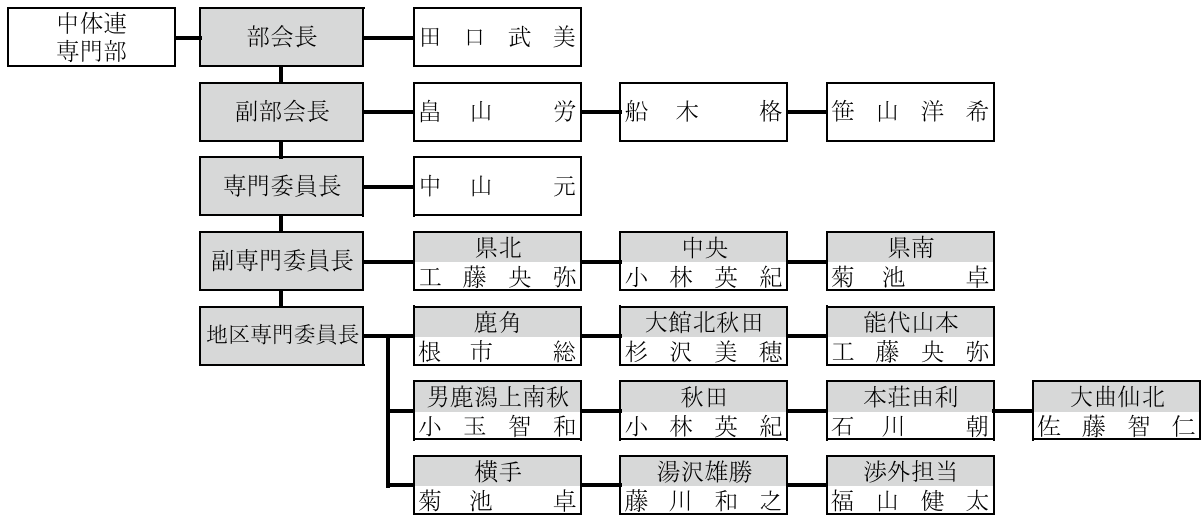 中体連
専門部
部会長
田口武美
副部会長
畠山労
船木格
笹山洋希
専門委員長
中山元
副専門委員長
県北
工藤央弥
中央
小林英紀
県南
菊池卓
地区専門委員長
鹿角
根市総
大館北秋田
杉沢美穂
能代山本
工藤央弥
男鹿潟上南秋
小玉智和
秋田
小林英紀
本荘由利
石川朝
大曲仙北
佐藤智仁
横手
菊池卓
湯沢雄勝
藤川和之
渉外担当
福山健太